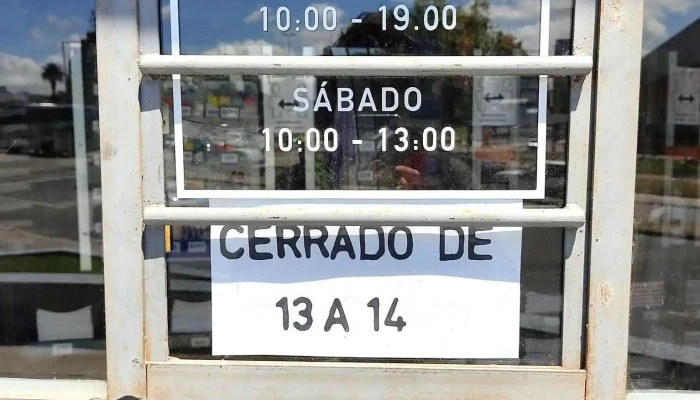 10:00 - 19.00
SÁBADO
10:00 - 13:00
CERRADO DE
13 A 14